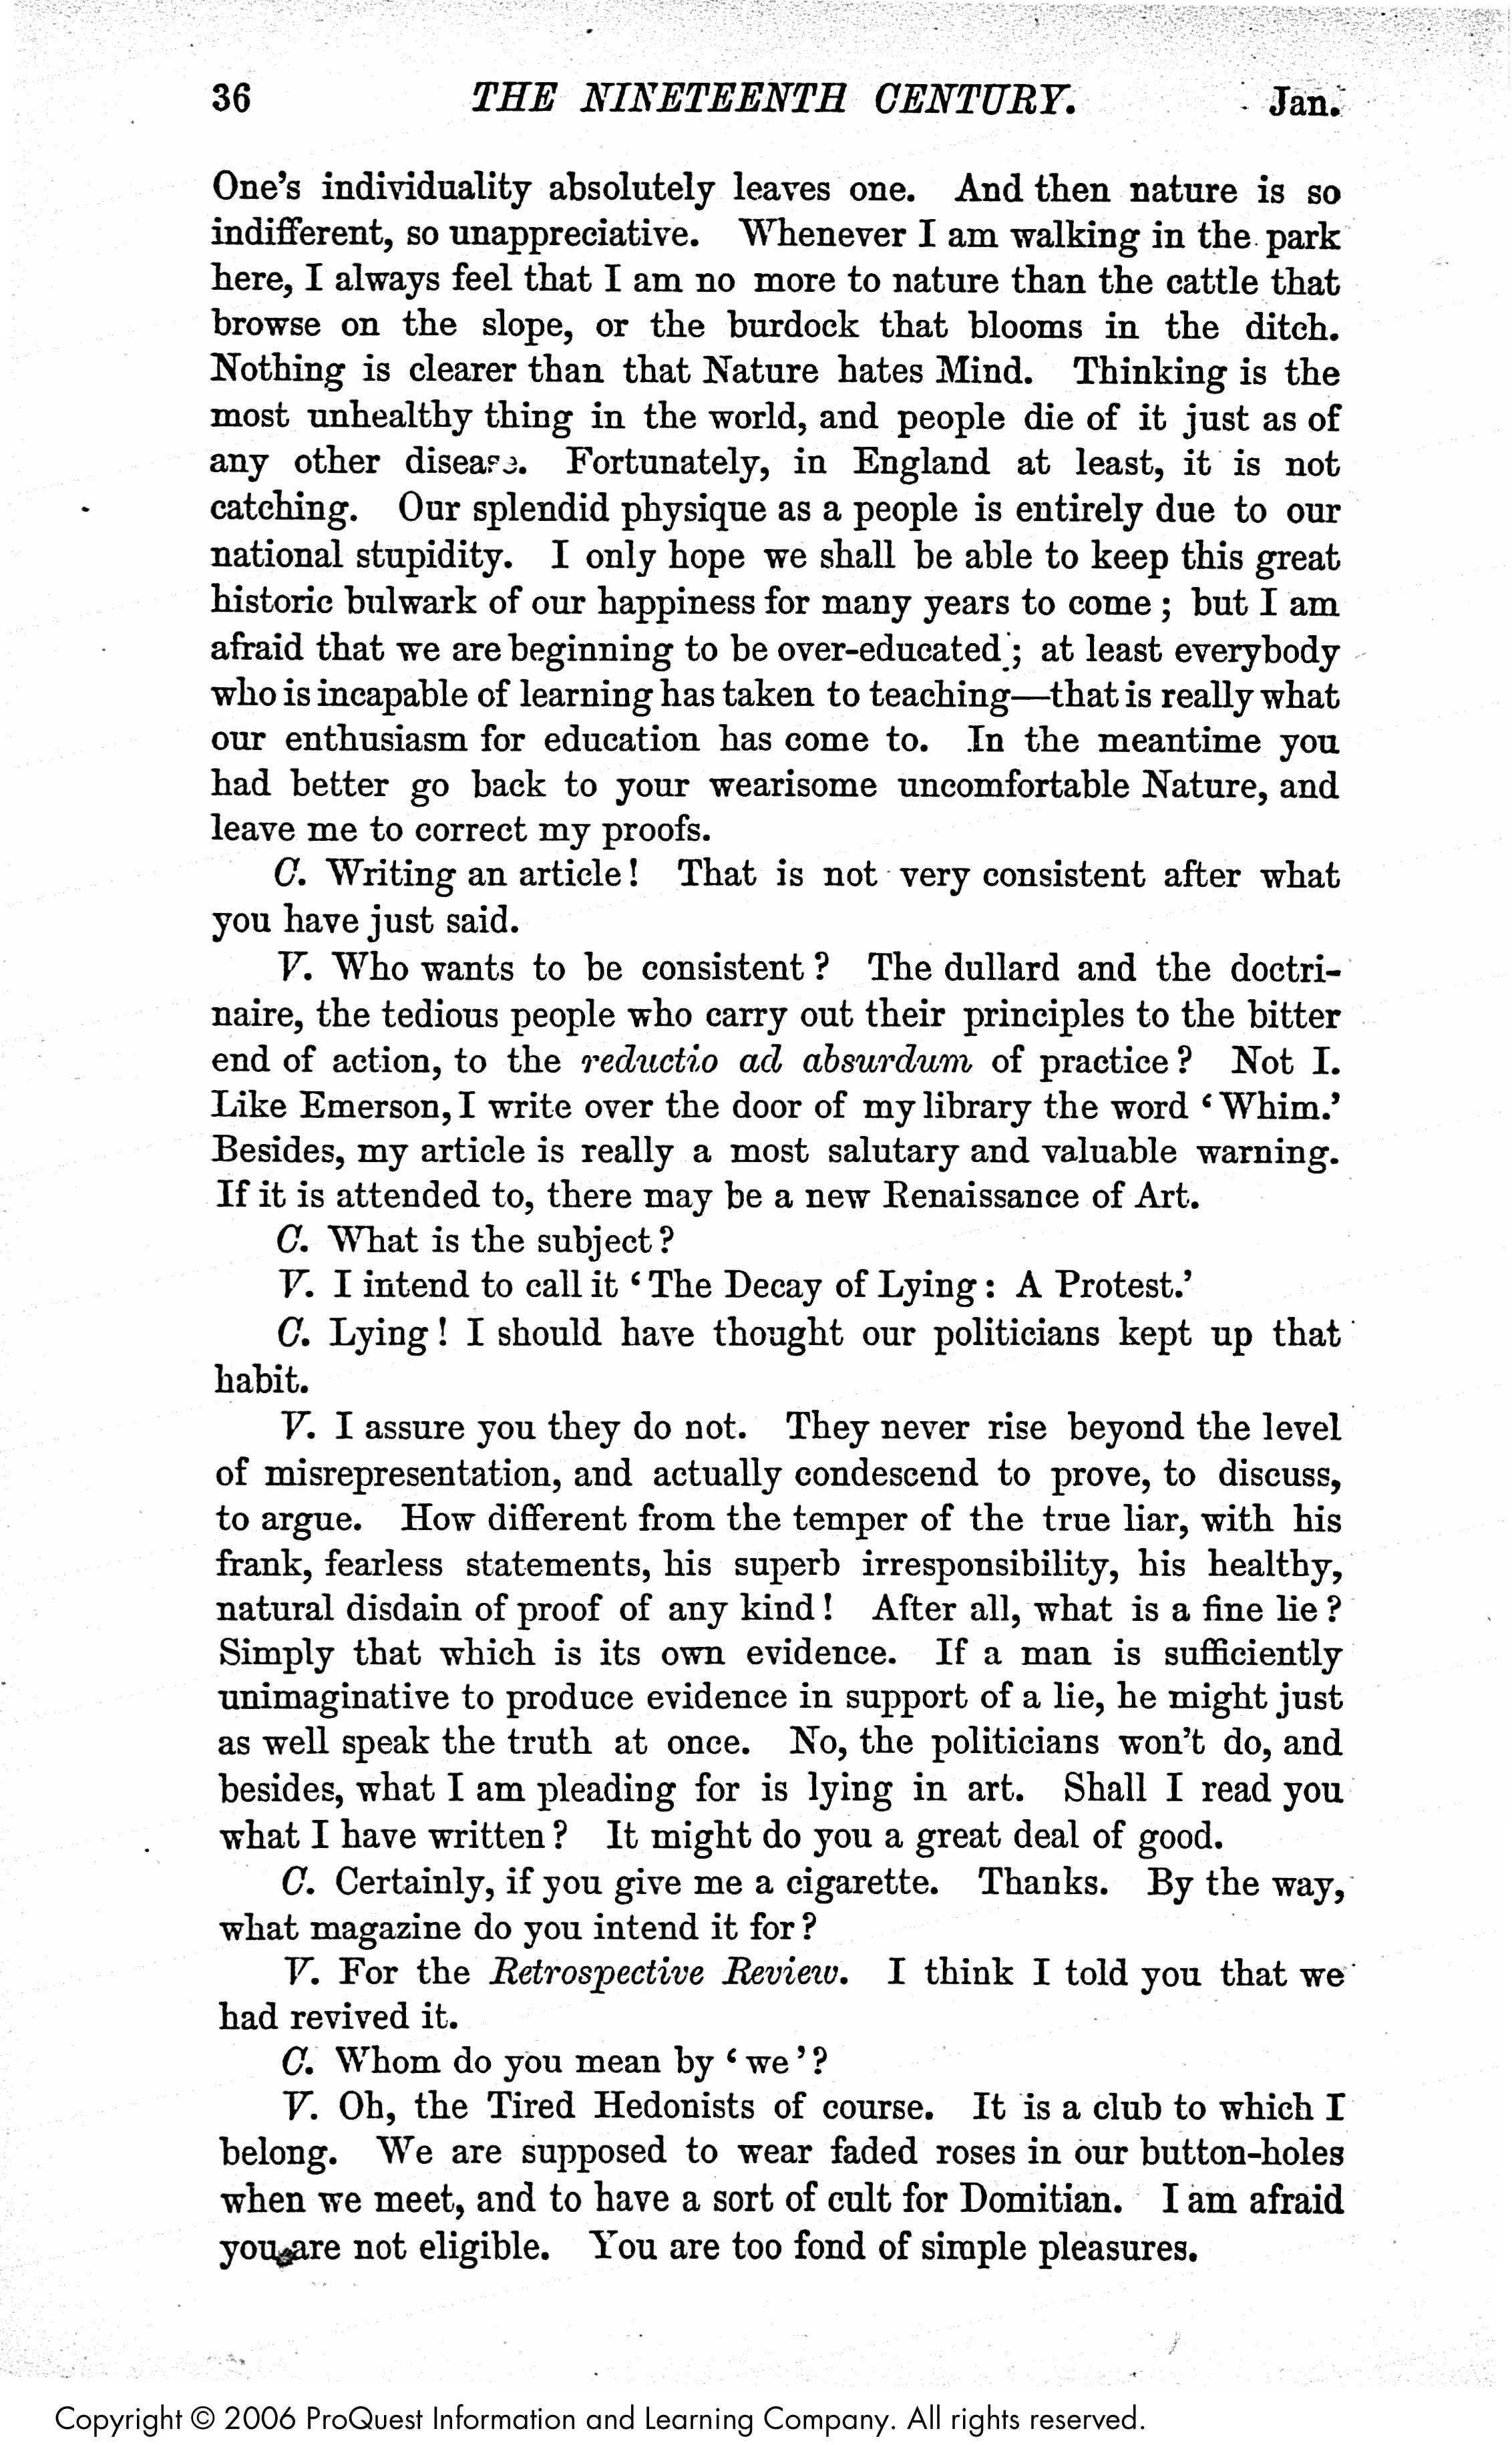 36 THE NINETEENTH CENTURY. Jan.
One's individuality absolutely leaves one. And then nature is so
indifferent, so unappreciative. Whenever I am walking in the park
here, I always feel that I am no more to nature than the cattle that
browse on the slope, or the burdock that blooms in the ditch.
Nothing is clearer than that Nature hates Mind. Thinking is the
most unhealthy thing in the world, and people die of it just as of
any other disease. Fortunately, in England at least, it is not
catching. Our splendid physique as a people is entirely due to our
national stupidity. I only hope we shall be able to keep this great
historic bulwark of our happiness for many years to come; but I am
afraid that we are beginning to be over-educated; at least everybody
who is incapable of learning has taken to teaching—that is really what
our enthusiasm for education has come to. In the meantime you
had better go back to your wearisome uncomfortable Nature, and
leave me to correct my proofs.
C. Writing an article! That is not very consistent after what
you have just said.
V. Who wants to be consistent? The dullard and the doctri-
naire, the tedious people who carry out their principles to the bitter
end of action, to the reductio ad absurdum of practice? Not I.
Like Emerson, I write over the door of my library the word 'Whim.'
Besides, my article is really a most salutary and valuable warning.
If it is attended to, there may be a new Renaissance of Art.
C. What is the subject?
V. I intend to call it 'The Decay of Lying: A Protest.'
C. Lying! I should have thought our politicians kept up that
habit.
V. I assure you they do not. They never rise beyond the level
of misrepresentation, and actually condescend to prove, to discuss,
to argue. How different from the temper of the true liar, with his
frank, fearless statements, his superb irresponsibility, his healthy,
natural disdain of proof of any kind! After all, what is a fine lie?
Simply that which is its own evidence. If a man is sufficiently
unimaginative to produce evidence in support of a lie, he might just
as well speak the truth at once. No, the politicians won't do, and
besides, what I am pleading for is lying in art. Shall I read you
what I have written? It might do you a great deal of good.
C. Certainly, if you give me a cigarette. Thanks. By the way,
what magazine do you intend it for?
V. For the Retrospective Review. I think I told you that we
had revived it.
C. Whom do you mean by 'we'?
V. Oh, the Tired Hedonists of course. It is a club to which I
belong. We are supposed to wear faded roses in our button-holes
when we meet, and to have a sort of cult for Domitian. I am afraid
you are not eligible. You are too fond of simple pleasures.
Copyright © 2006 ProQuest Information and Learning Company. All rights reserved.